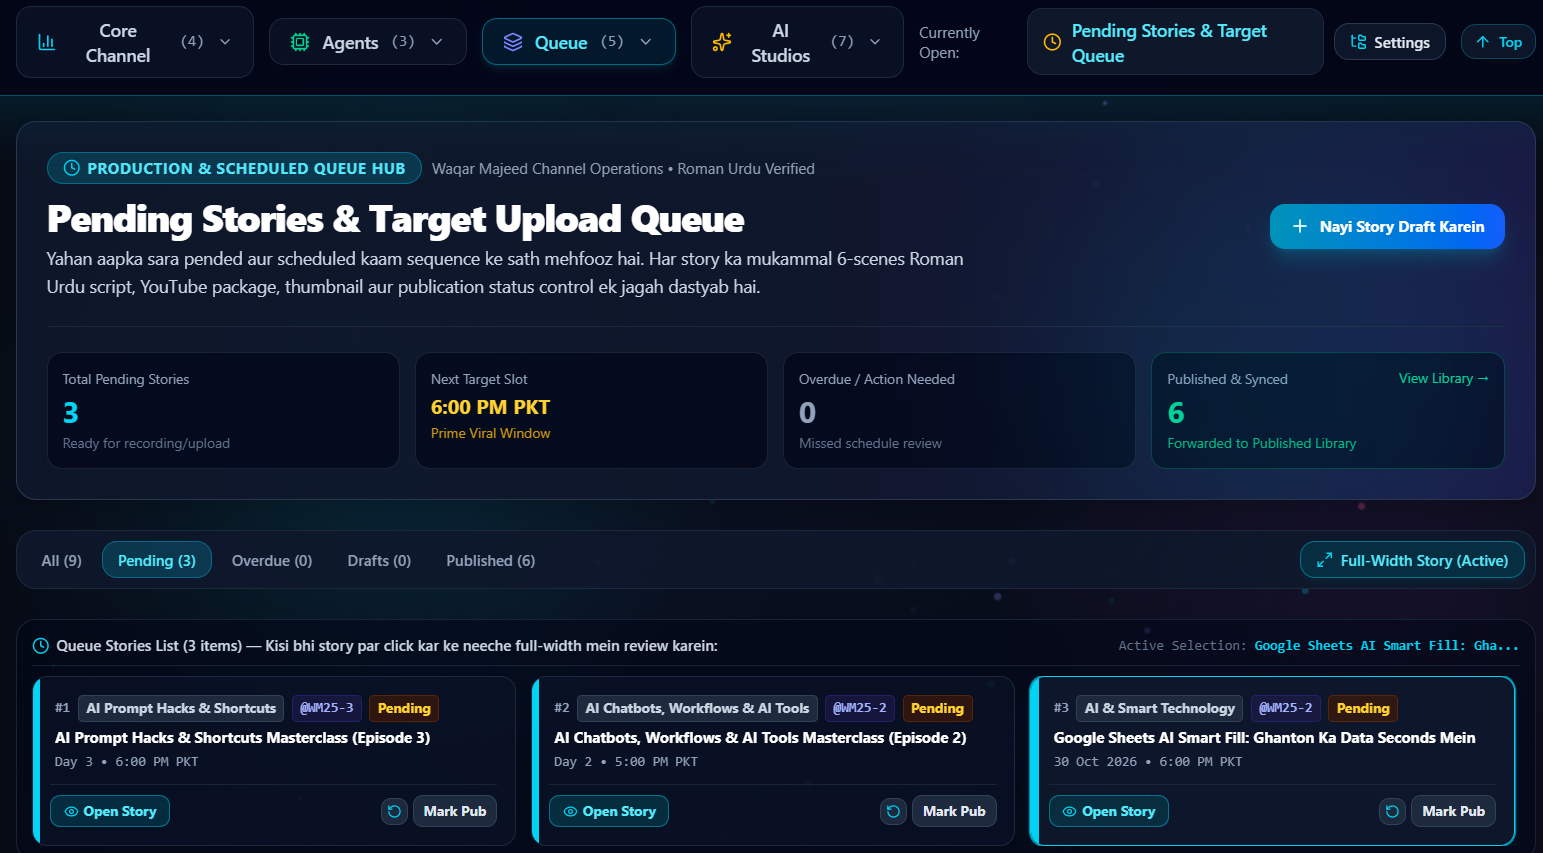 Core
Channel
(4)
Agents (3)
Queue (5)
AI
Studios
(7)
Currently
Open:
Pending Stories & Target
Queue
Settings
Top
PRODUCTION & SCHEDULED QUEUE HUB
Waqar Majeed Channel Operations • Roman Urdu Verified
Pending Stories & Target Upload Queue
Yahan aapka sara pended aur scheduled kaam sequence ke sath mehfooz hai. Har story ka mukammal 6-scenes Roman
Urdu script, YouTube package, thumbnail aur publication status control ek jagah dastyab hai.
+ Nayi Story Draft Karein
Total Pending Stories
3
Ready for recording/upload
Next Target Slot
6:00 PM PKT
Prime Viral Window
Overdue / Action Needed
0
Missed schedule review
Published & Synced
View Library →
6
Forwarded to Published Library
All (9)
Pending (3)
Overdue (0)
Drafts (0)
Published (6)
Full-Width Story (Active)
Queue Stories List (3 items) — Kisi bhi story par click kar ke neeche full-width mein review karein:
Active Selection: Google Sheets AI Smart Fill: Gha...
#1 AI Prompt Hacks & Shortcuts @WM25-3 Pending
AI Prompt Hacks & Shortcuts Masterclass (Episode 3)
Day 3 • 6:00 PM PKT
Open Story
Mark Pub
#2 AI Chatbots, Workflows & AI Tools @WM25-2 Pending
AI Chatbots, Workflows & AI Tools Masterclass (Episode 2)
Day 2 • 5:00 PM PKT
Open Story
Mark Pub
#3 AI & Smart Technology @WM25-2 Pending
Google Sheets AI Smart Fill: Ghanton Ka Data Seconds Mein
30 Oct 2026 • 6:00 PM PKT
Open Story
Mark Pub